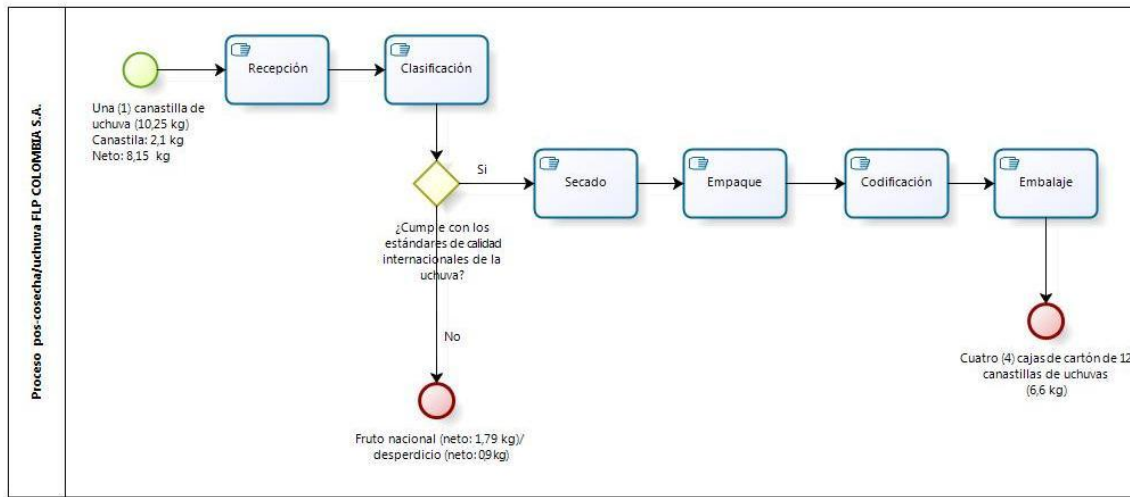 Proceso pos-cosecha/uchuva FLP COLOMBIA S.A.
Una (1) canastilla de
uchuva (10,25 kg)
Canastila: 2,1 kg
Neto: 8,15 kg
Recepción
Clasificación
¿Cumple con los
estándares de calidad
internacionales de la
uchuva?
Si
Secado
Empaque
Codificación
Embalaje
No
Fruto nacional (neto: 1,79 kg)/
desperdicio (neto: 0,9 kg)
Cuatro (4) cajas de cartón de 12
canastillas de uchuvas
(6,6 kg)